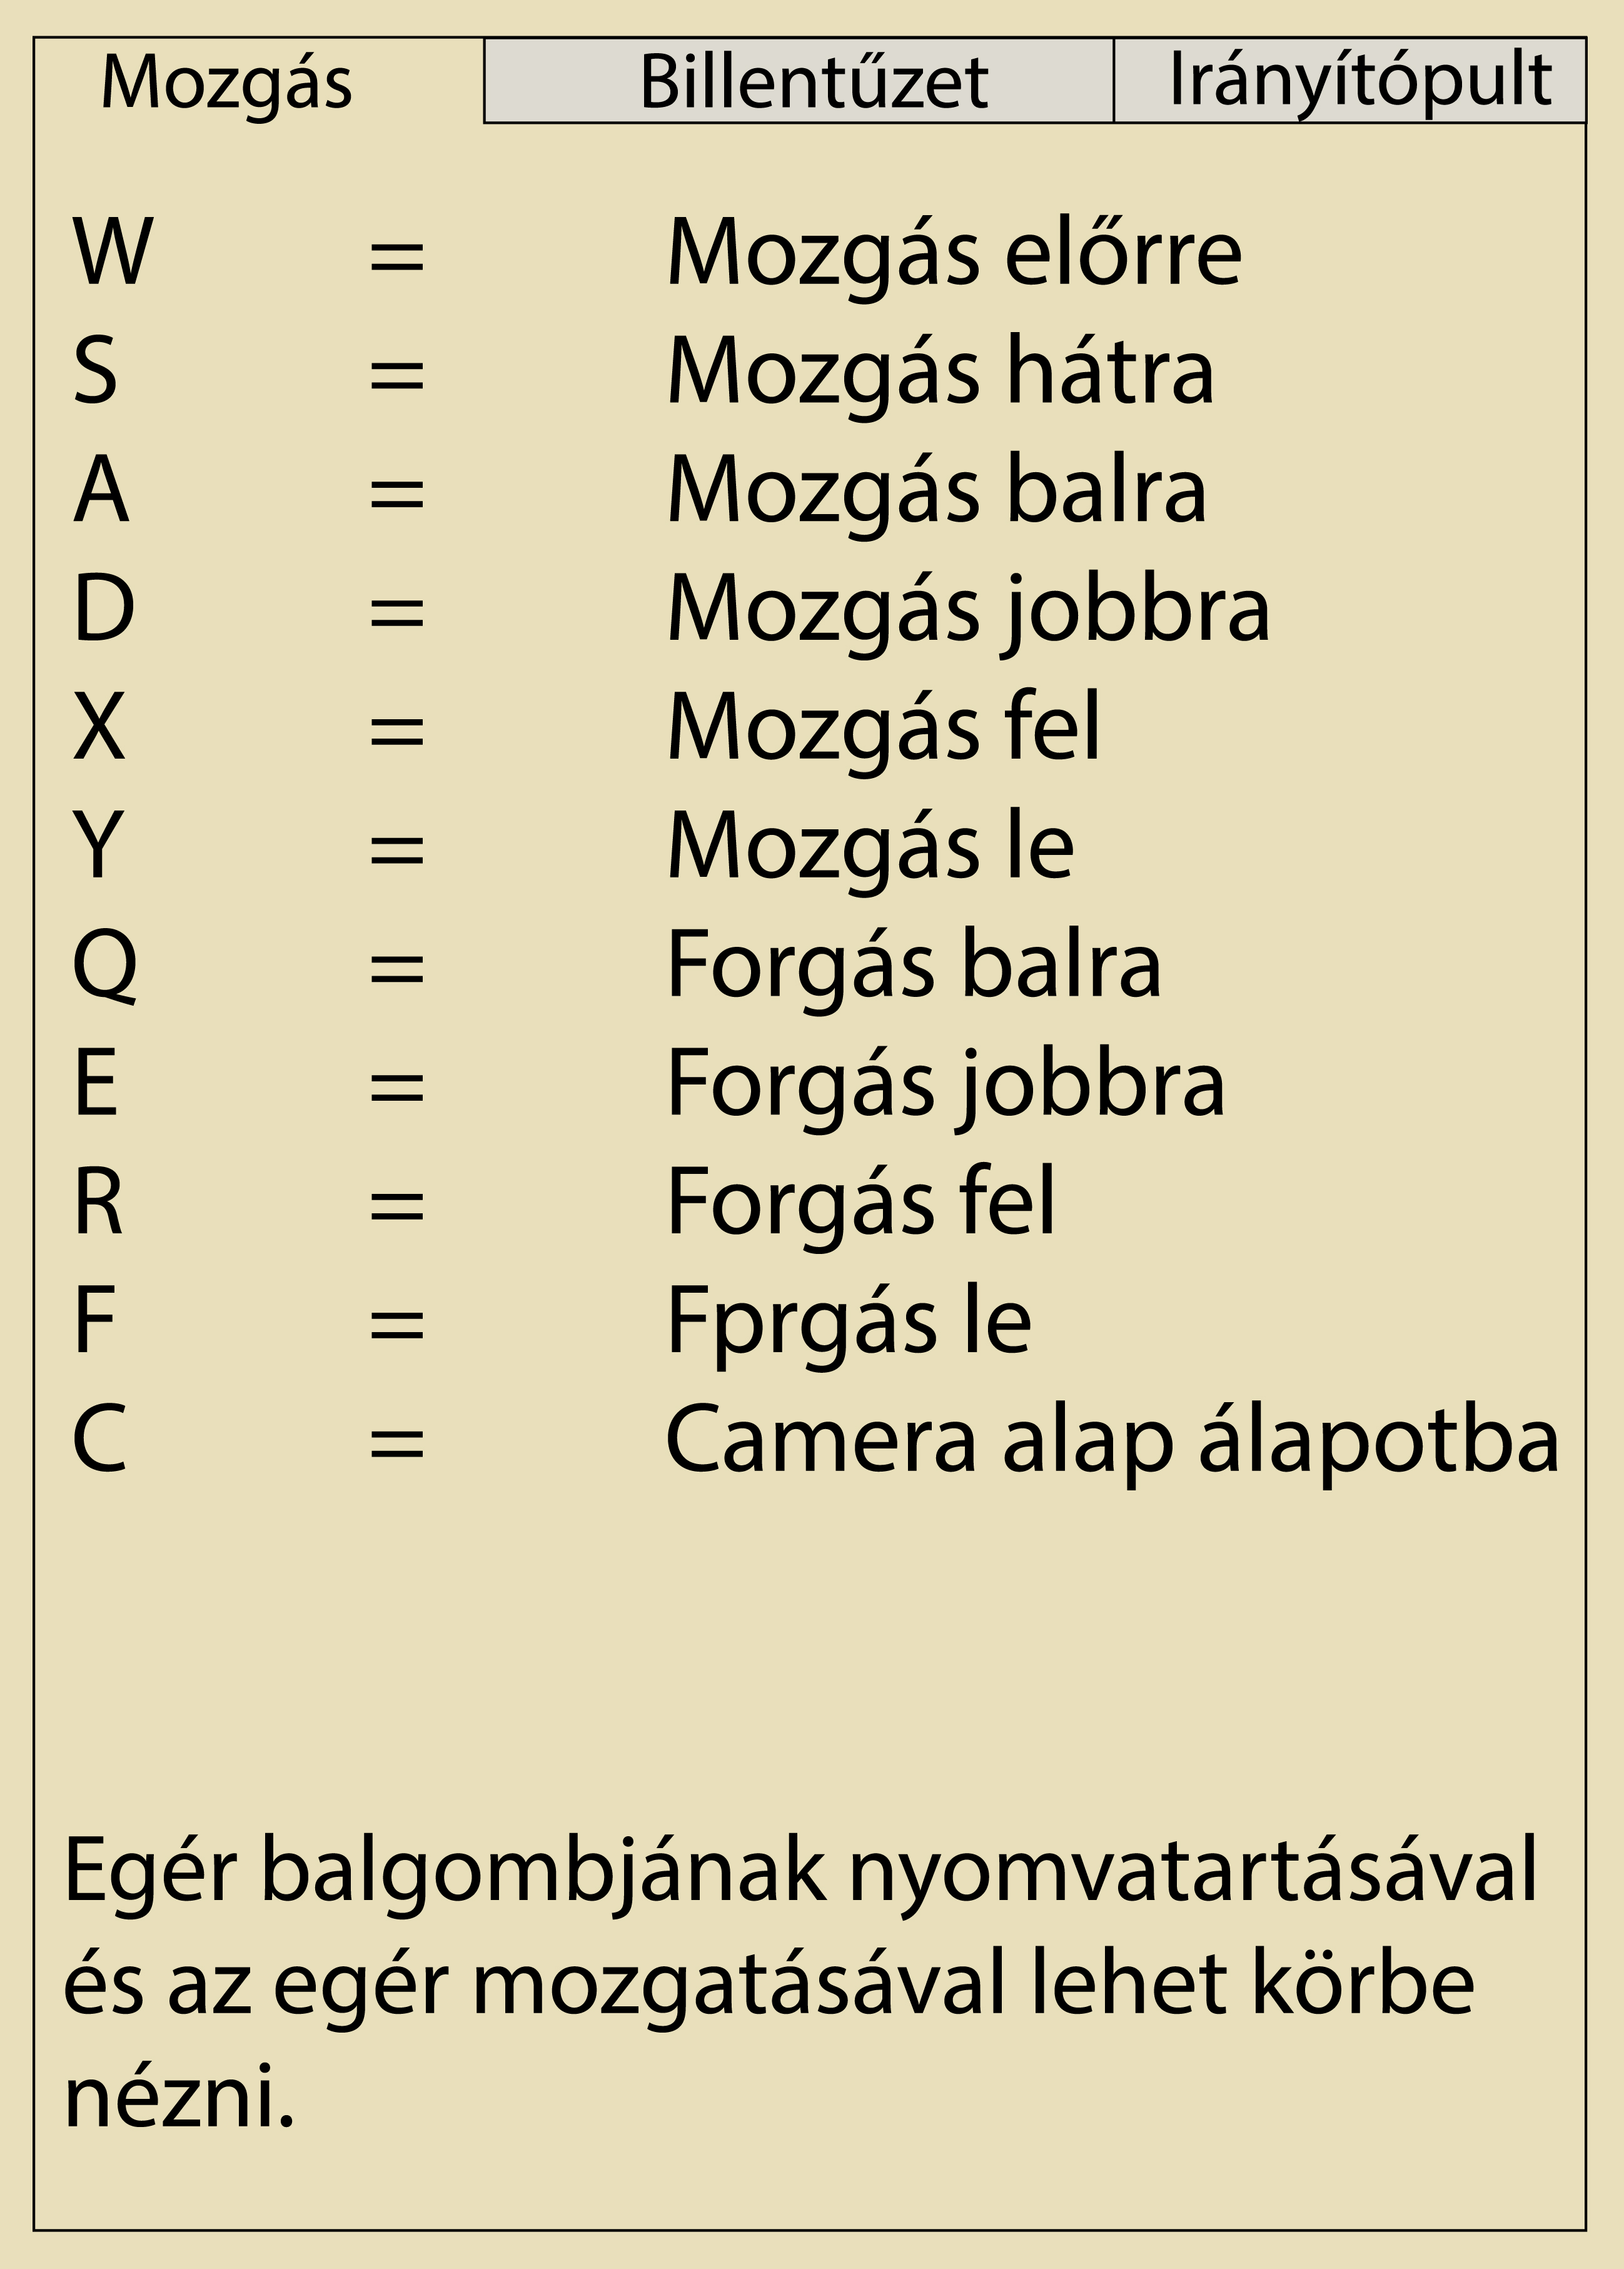 Mozgás Billentűzet Irányítópult
W = Mozgás előrre
S = Mozgás hátra
A = Mozgás balra
D = Mozgás jobbra
X = Mozgás fel
Y = Mozgás le
Q = Forgás balra
E = Forgás jobbra
R = Forgás fel
F = Fprgás le
C = Camera alap álapotba
Egér balgombjának nyomvatartásával
és az egér mozgatásával lehet körbe
nézni.